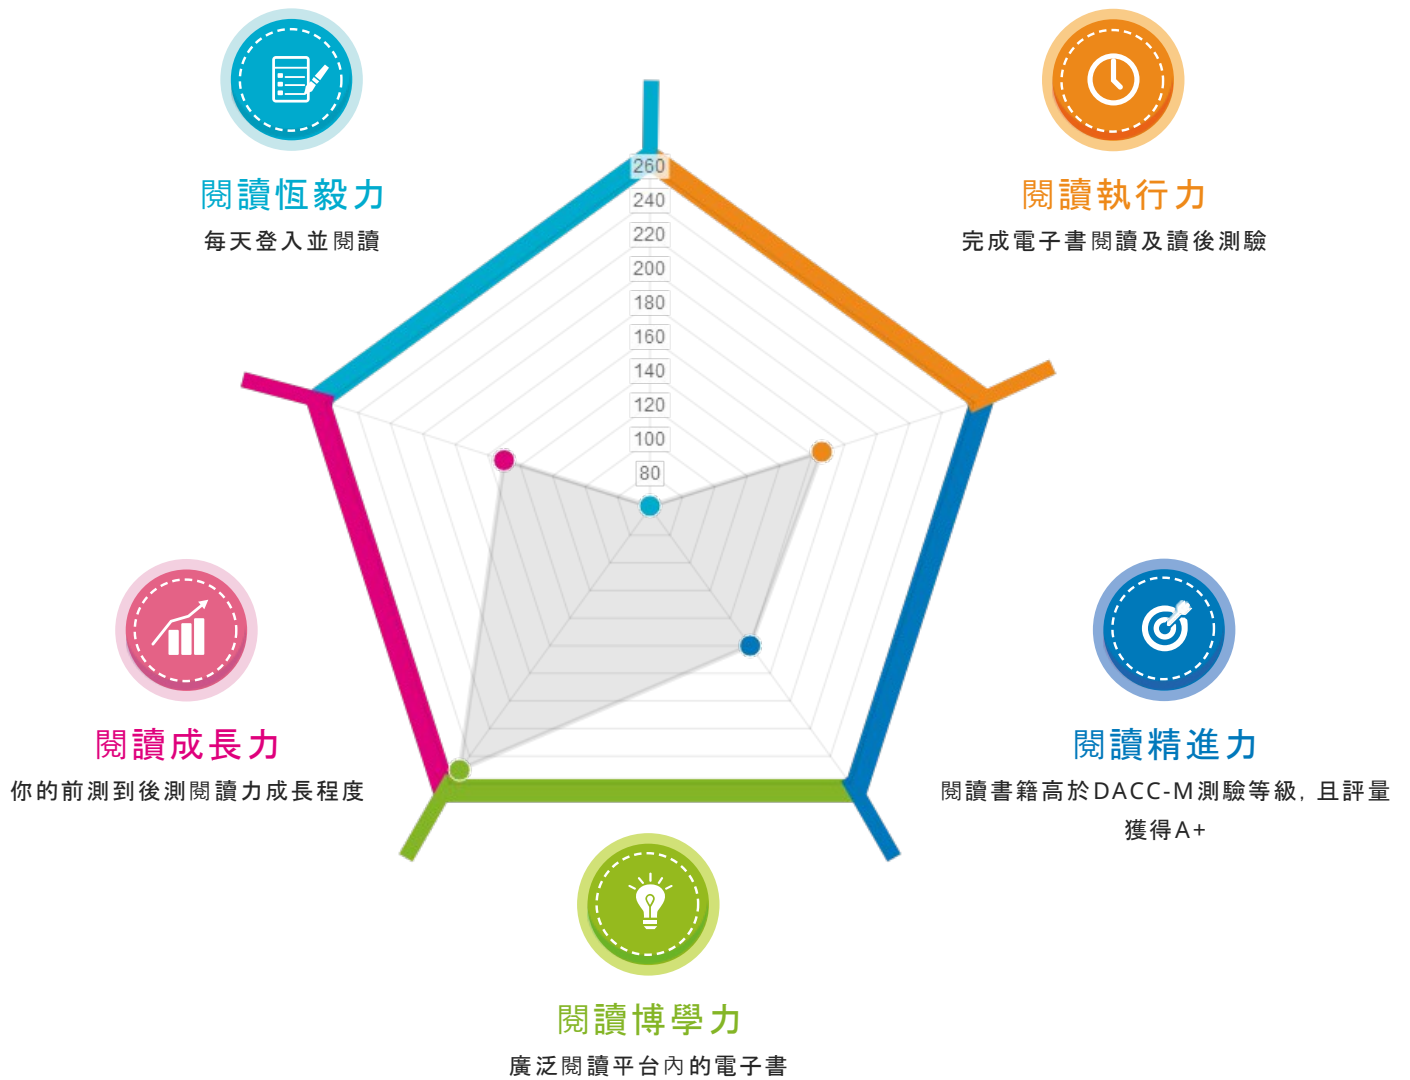 閱讀恆毅力
每天登入並閱讀
閱讀執行力
完成電子書閱讀及讀後測驗
260
240
220
200
180
160
140
120
100
80
閱讀成長力
你的前測到後測閱讀力成長程度
閱讀精進力
閱讀書籍高於DACC-M測驗等級, 且評量
獲得A+
閱讀博學力
廣泛閱讀平台內的電子書